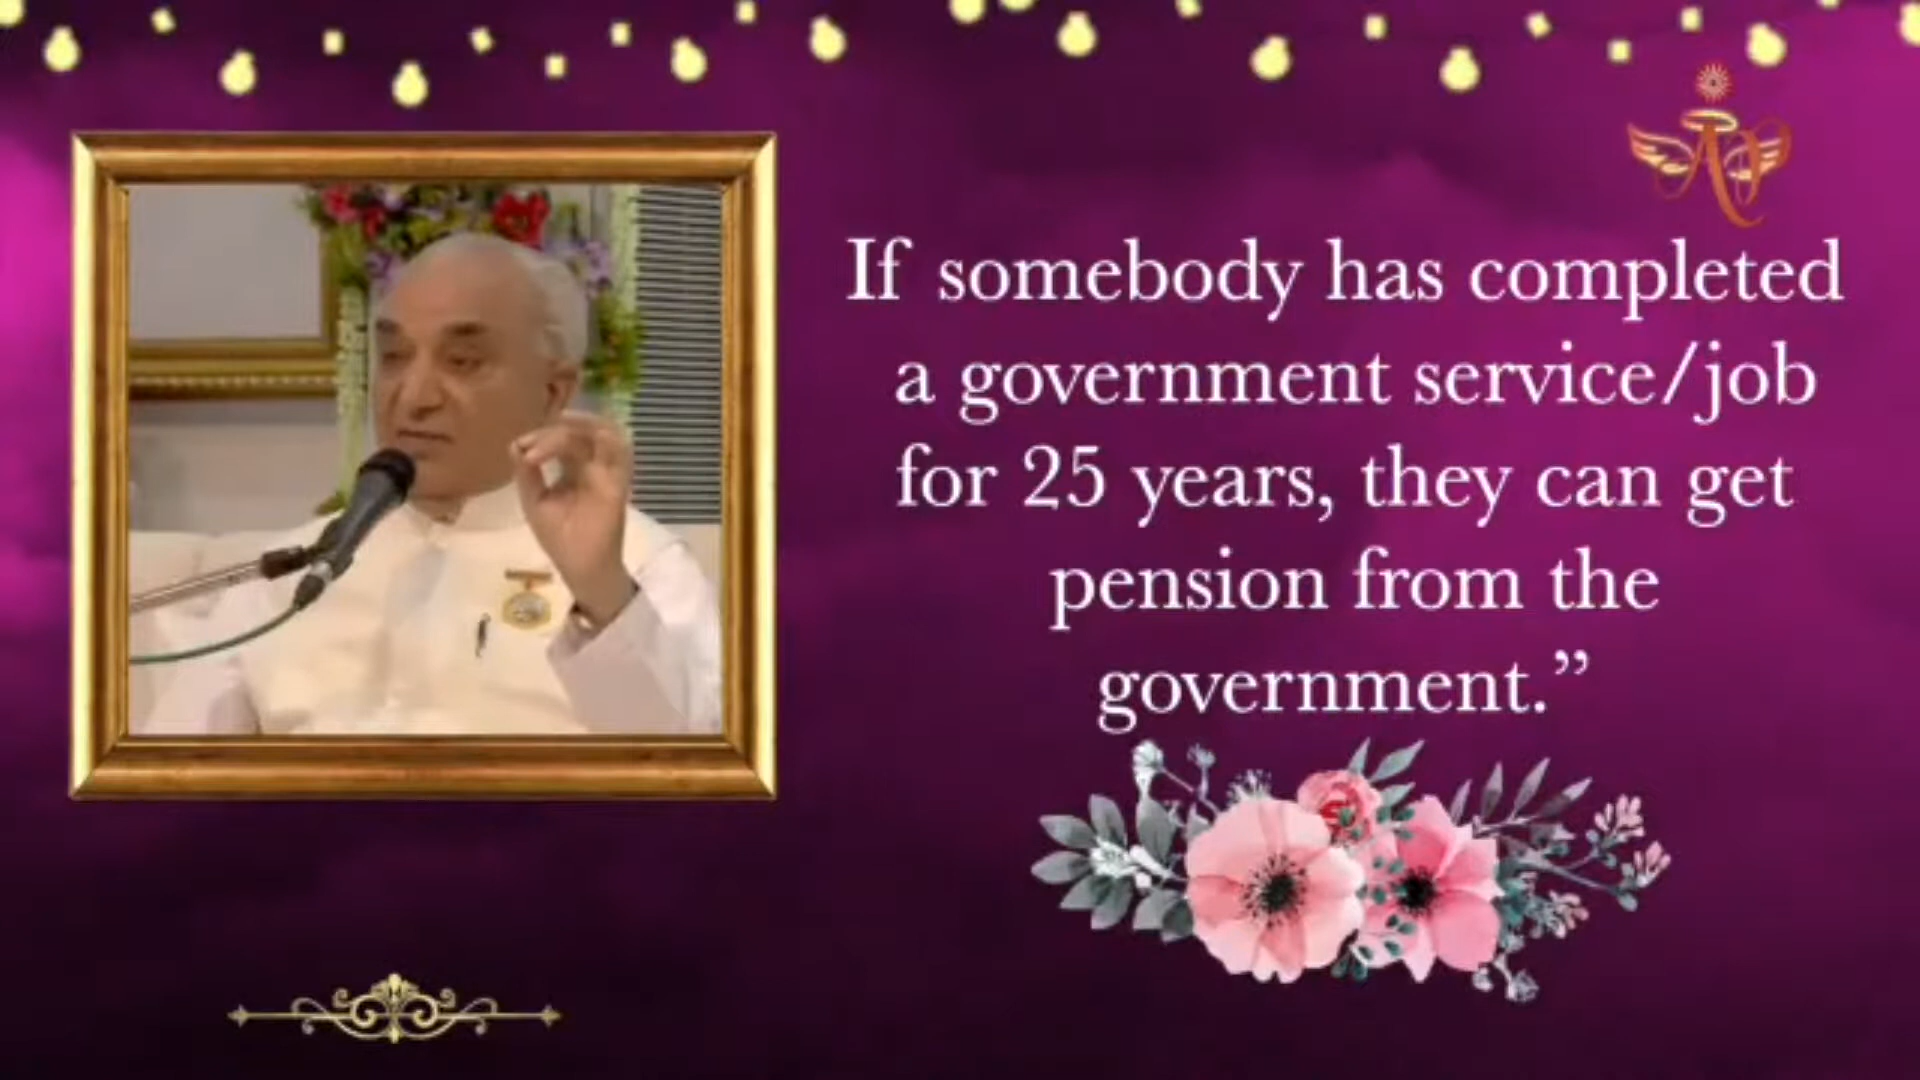 If somebody has completed
a government service/job
for 25 years, they can get
pension from the
government.”